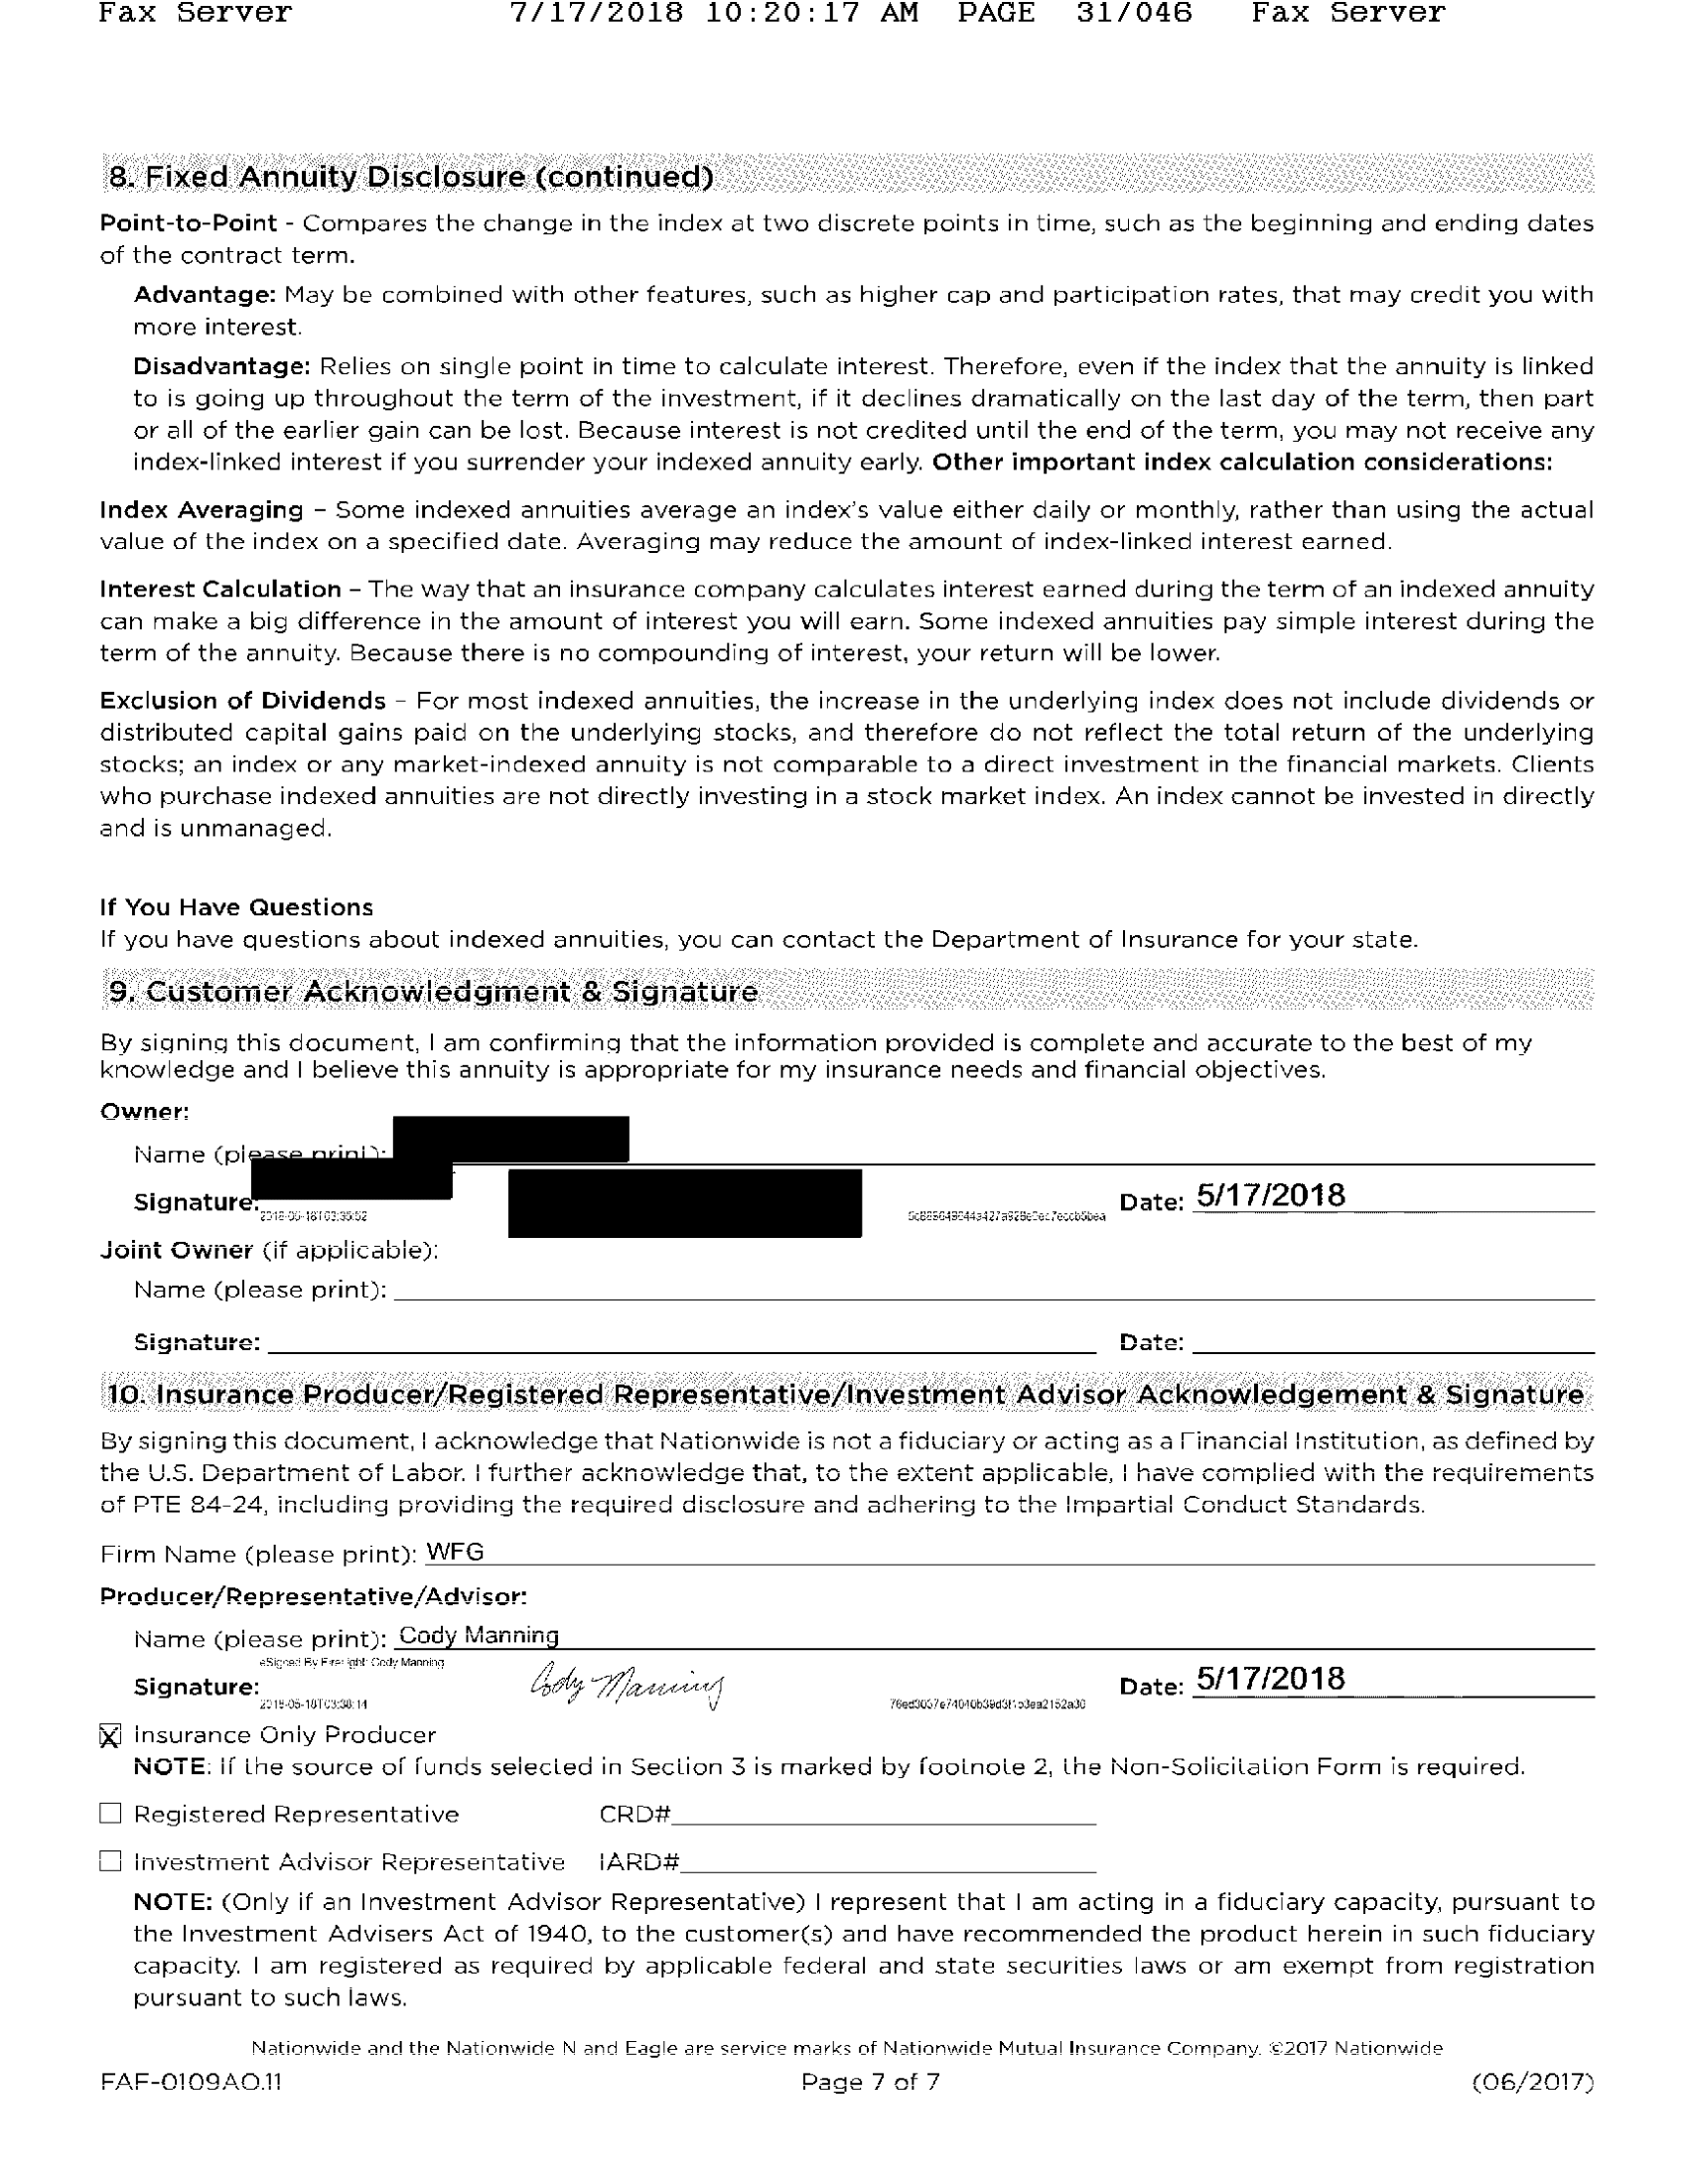 Fax Server 7/17/2018 10:20:17 AM PAGE 31/046 Fax Server
8. Fixed Annuity Disclosure (continued)
Point-to-Point - Compares the change in the index at two discrete points in time, such as the beginning and ending dates
of the contract term.
Advantage: May be combined with other features, such as higher cap and participation rates, that may credit you with
more interest.
Disadvantage: Relies on single point in time to calculate interest. Therefore, even if the index that the annuity is linked
to is going up throughout the term of the investment, if it declines dramatically on the last day of the term, then part
or all of the earlier gain can be lost. Because interest is not credited until the end of the term, you may not receive any
index-linked interest if you surrender your indexed annuity early. Other important index calculation considerations:
Index Averaging – Some indexed annuities average an index's value either daily or monthly, rather than using the actual
value of the index on a specified date. Averaging may reduce the amount of index-linked interest earned.
Interest Calculation – The way that an insurance company calculates interest earned during the term of an indexed annuity
can make a big difference in the amount of interest you will earn. Some indexed annuities pay simple interest during the
term of the annuity. Because there is no compounding of interest, your return will be lower.
Exclusion of Dividends – For most indexed annuities, the increase in the underlying index does not include dividends or
distributed capital gains paid on the underlying stocks, and therefore do not reflect the total return of the underlying
stocks; an index or any market-indexed annuity is not comparable to a direct investment in the financial markets. Clients
who purchase indexed annuities are not directly investing in a stock market index. An index cannot be invested in directly
and is unmanaged.
If You Have Questions
If you have questions about indexed annuities, you can contact the Department of Insurance for your state.
9. Customer Acknowledgment & Signature
By signing this document, I am confirming that the information provided is complete and accurate to the best of my
knowledge and I believe this annuity is appropriate for my insurance needs and financial objectives.
Owner:
Name (please print):
Signature: Date: 5/17/2018
Joint Owner (if applicable):
Name (please print):
Signature: Date:
10. Insurance Producer/Registered Representative/Investment Advisor Acknowledgement & Signature
By signing this document, I acknowledge that Nationwide is not a fiduciary or acting as a Financial Institution, as defined by
the U.S. Department of Labor. I further acknowledge that, to the extent applicable, I have complied with the requirements
of PTE 84-24, including providing the required disclosure and adhering to the Impartial Conduct Standards.
Firm Name (please print): WFG
Producer/Representative/Advisor:
Name (please print): Cody Manning
eSigned By Cody Manning
Signature: Cody Manning Date: 5/17/2018
2018-05-18T03:38:14
X Insurance Only Producer
NOTE: If the source of funds selected in Section 3 is marked by footnote 2, the Non-Solicitation Form is required.
☐ Registered Representative CRD#
☐ Investment Advisor Representative IARD#
NOTE: (Only if an Investment Advisor Representative) I represent that I am acting in a fiduciary capacity, pursuant to
the Investment Advisers Act of 1940, to the customer(s) and have recommended the product herein in such fiduciary
capacity. I am registered as required by applicable federal and state securities laws or am exempt from registration
pursuant to such laws.
Nationwide and the Nationwide N and Eagle are service marks of Nationwide Mutual Insurance Company. ©2017 Nationwide
FAF-0109AO.11 Page 7 of 7 (06/2017)